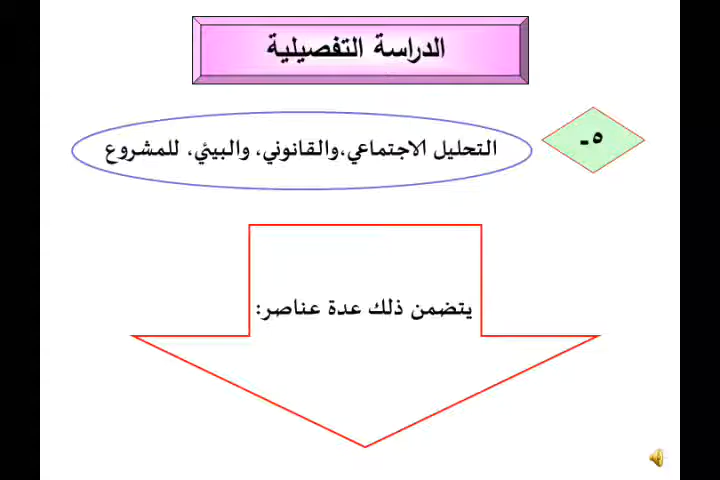 الدراسة التفصيلية
٥-
التحليل الاجتماعي،والقانوني، والبيئي، للمشروع
يتضمن ذلك عدة عناصر: